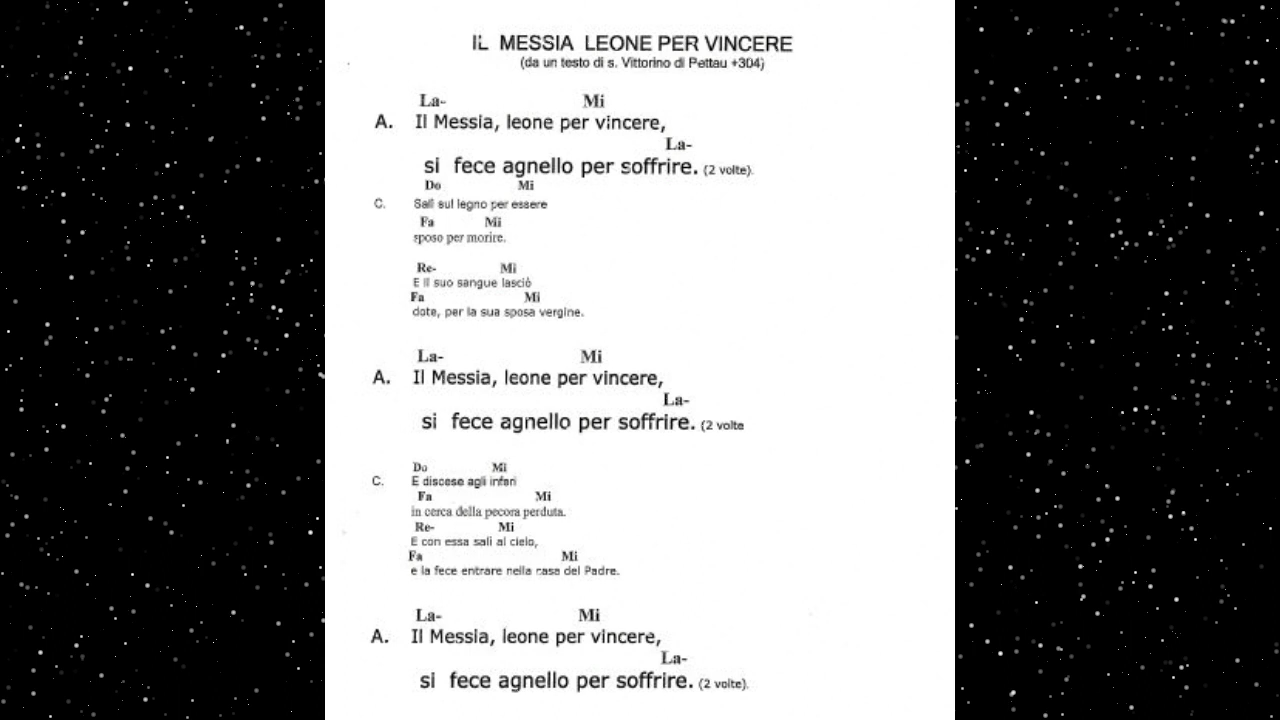 IL MESSIA LEONE PER VINCERE
(da un testo di s. Vittorino di Pettau +304)
La- Mi
A. Il Messia, leone per vincere,
La-
si fece agnello per soffrire. (2 volte).
Do Mi
C. Salì sul legno per essere
Fa Mi
sposo per morire.
Re- Mi
E il suo sangue lasciò
Fa Mi
dote, per la sua sposa vergine.
La- Mi
A. Il Messia, leone per vincere,
La-
si fece agnello per soffrire. (2 volte
Do Mi
C. E discese agli inferi
Fa Mi
in cerca della pecora perduta.
Re- Mi
E con essa salì al cielo,
Fa Mi
e la fece entrare nella casa del Padre.
La- Mi
A. Il Messia, leone per vincere,
La-
si fece agnello per soffrire. (2 volte).